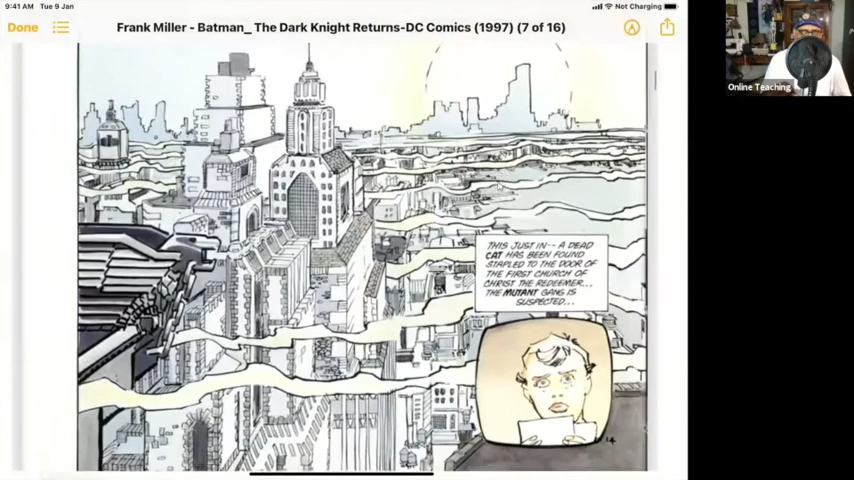 9:41 AM Tue 9 Jan
Not Charging
Done
Frank Miller - Batman_ The Dark Knight Returns-DC Comics (1997) (7 of 16)
Online Teaching
THIS JUST IN-- A DEAD
CAT HAS BEEN FOUND
STAPLED TO THE DOOR OF
THE FIRST CHURCH OF
CHRIST THE REDEEMER...
THE MUTANT GANG IS
SUSPECTED...
14